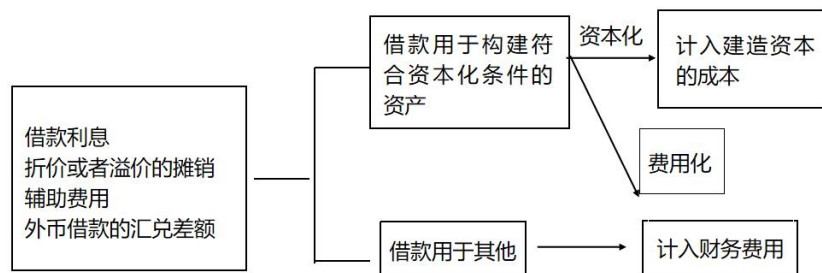 借款利息
折价或者溢价的摊销
辅助费用
外币借款的汇兑差额
借款用于构建符
合资本化条件的
资产
资本化
计入建造资本
的成本
费用化
借款用于其他
计入财务费用